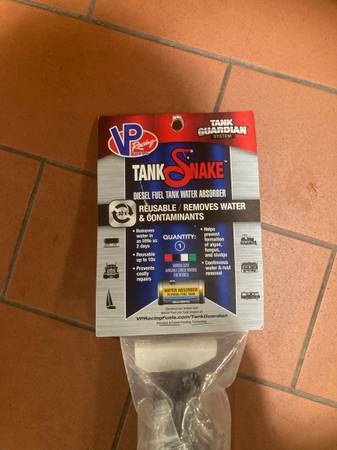 VP
Racing
TANK
GUARDIAN
SYSTEM
TANK SNAKE™
DIESEL FUEL TANK WATER ABSORBER
10X
REUSABLE / REMOVES WATER
& CONTAMINANTS
• Removes
water in
as little as
2 days
• Reusable
up to 10x
• Prevents
costly
repairs
QUANTITY:
1
• Helps
prevent
formation
of algae,
fungus,
and sludge
• Continuous
water & rust
removal
WATER ABSORBER
VPRacingFuels.com/TankGuardian